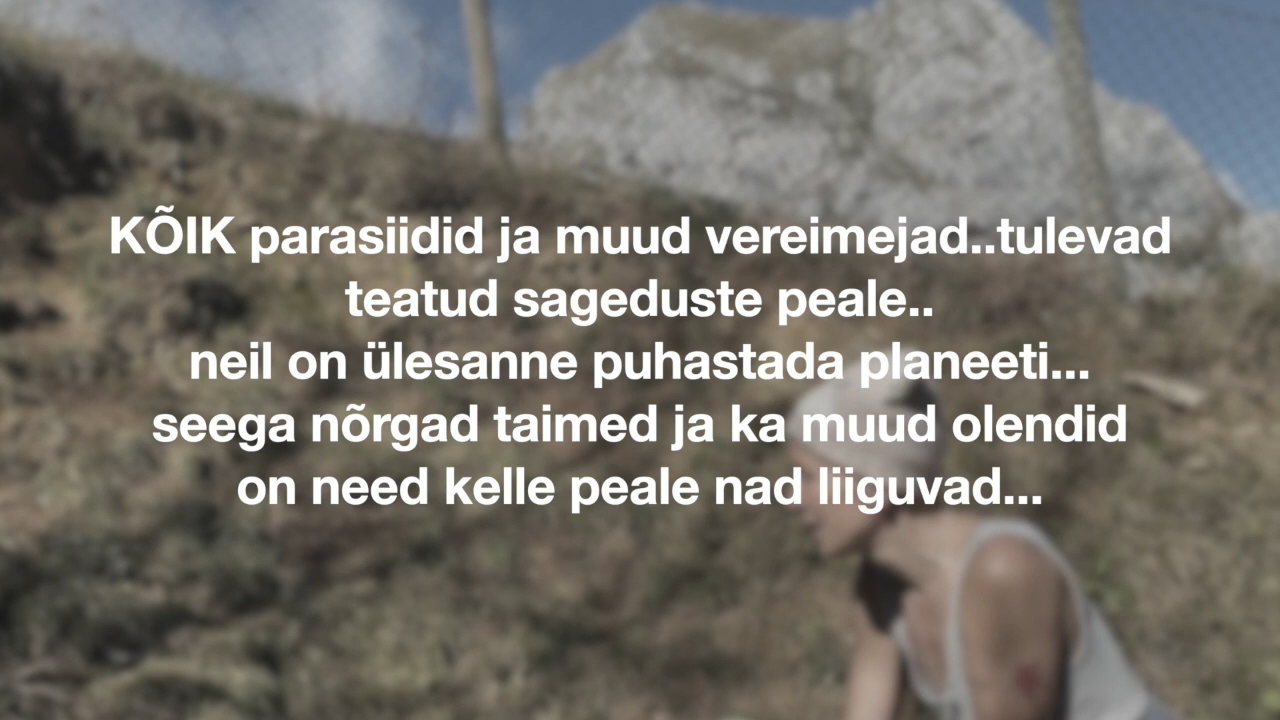 KÕIK parasiidid ja muud vereimejad..tulevad
teatud sageduste peale..
neil on ülesanne puhastada planeeti...
seega nõrgad taimed ja ka muud olendid
on need kelle peale nad liiguvad...